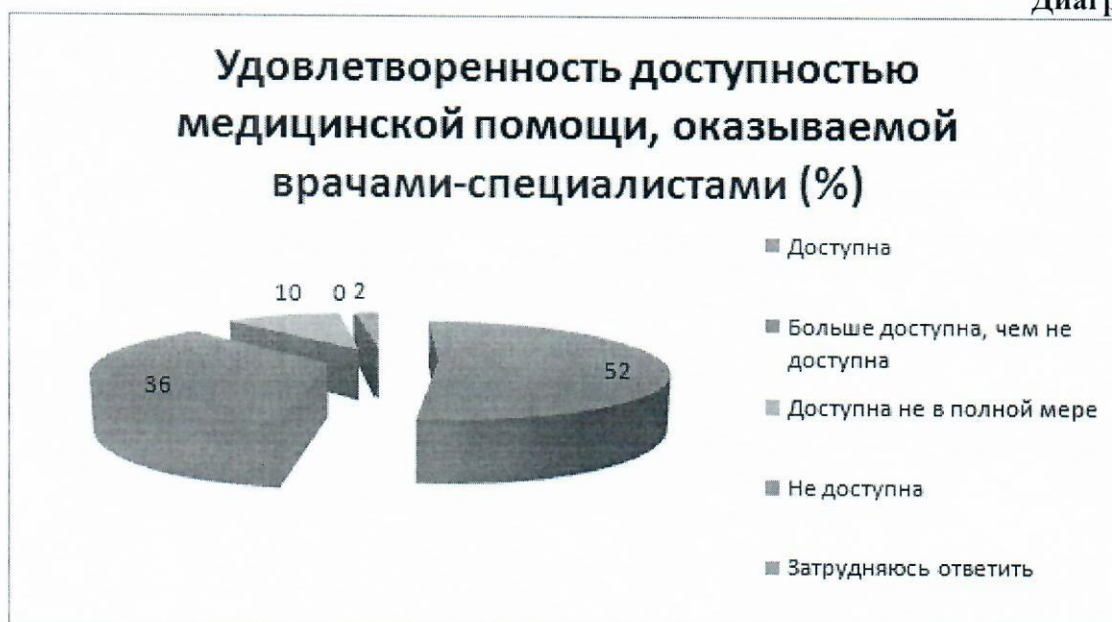 Удовлетворенность доступностью
медицинской помощи, оказываемой
врачами-специалистами (%)
Доступна
10 0 2
Больше доступна, чем не
доступна
36
52
Доступна не в полной мере
Не доступна
Затрудняюсь ответить